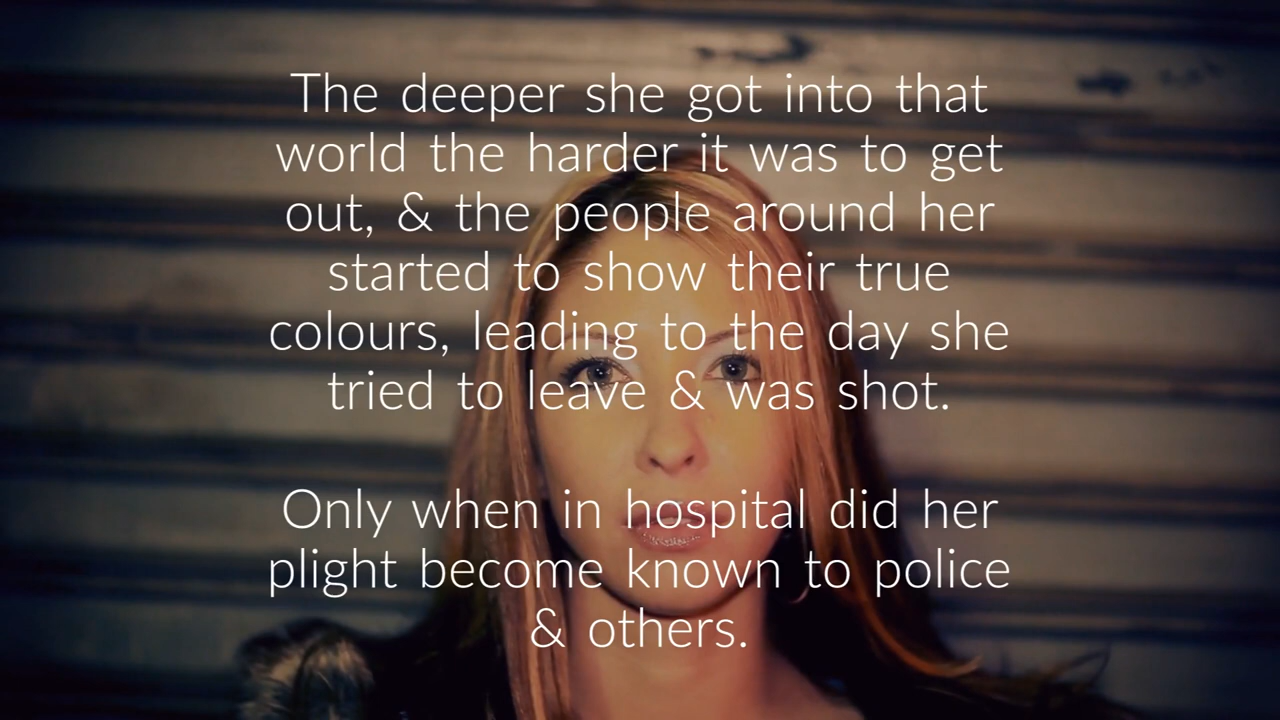 The deeper she got into that
world the harder it was to get
out, & the people around her
started to show their true
colours, leading to the day she
tried to leave & was shot.
Only when in hospital did her
plight become known to police
& others.